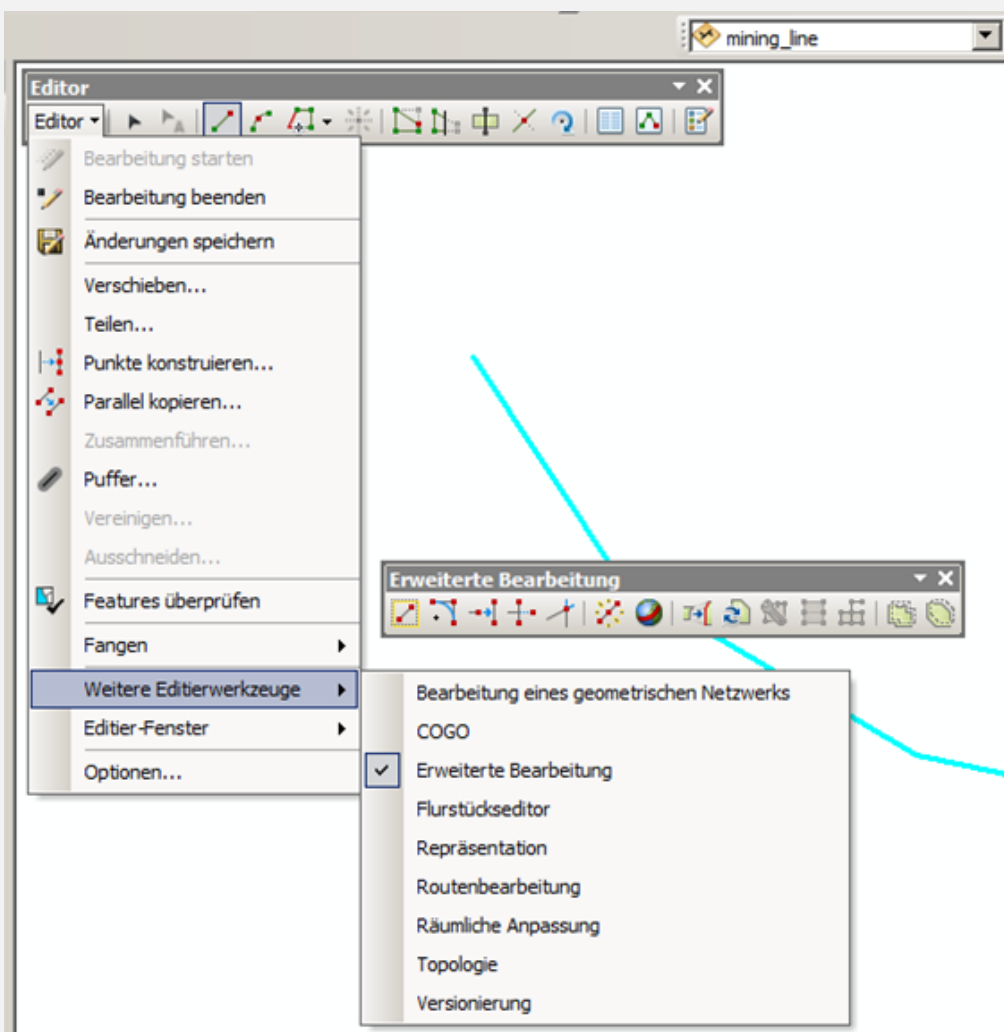 mining_line
Editor
Editor
Bearbeitung starten
Bearbeitung beenden
Änderungen speichern
Verschieben...
Teilen...
Punkte konstruieren...
Parallel kopieren...
Zusammenführen...
Puffer...
Vereinigen...
Ausschneiden...
Features überprüfen
Fangen
Weitere Editierwerkzeuge
Editier-Fenster
Optionen...
Erweiterte Bearbeitung
Bearbeitung eines geometrischen Netzwerks
COGO
Erweiterte Bearbeitung
Flurstückseditor
Repräsentation
Routenbearbeitung
Räumliche Anpassung
Topologie
Versionierung